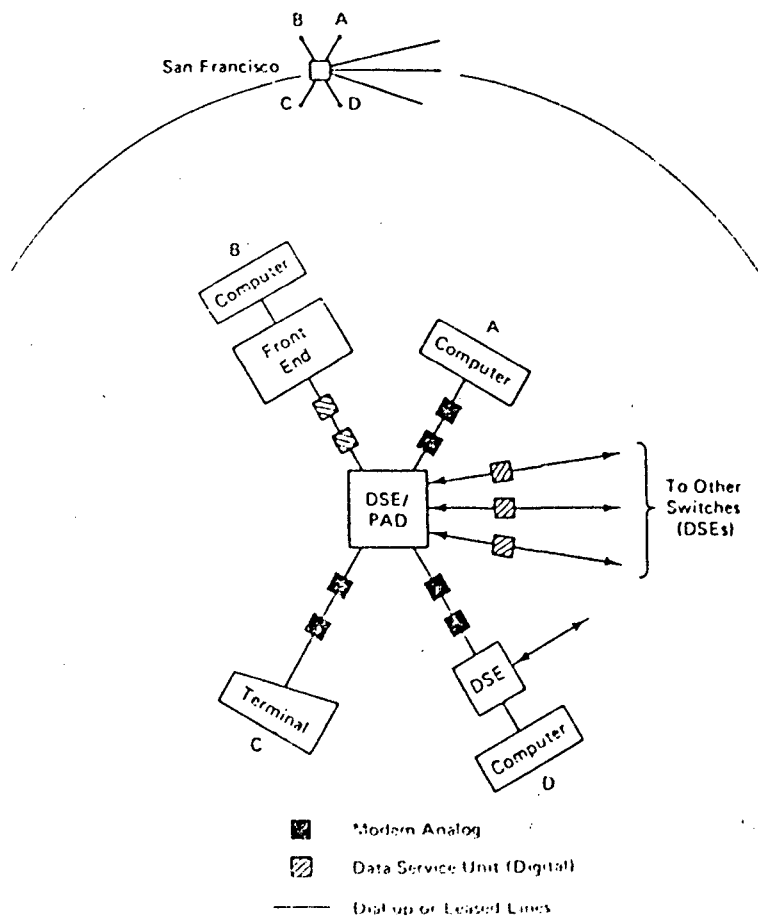 B A
San Francisco
C D
B
Computer
Front
End
A
Computer
DSE/
PAD
To Other
Switches
(DSEs)
DSE
Terminal
C
Computer
D
Modem Analog
Data Service Unit (Digital)
Dial up or Leased Lines